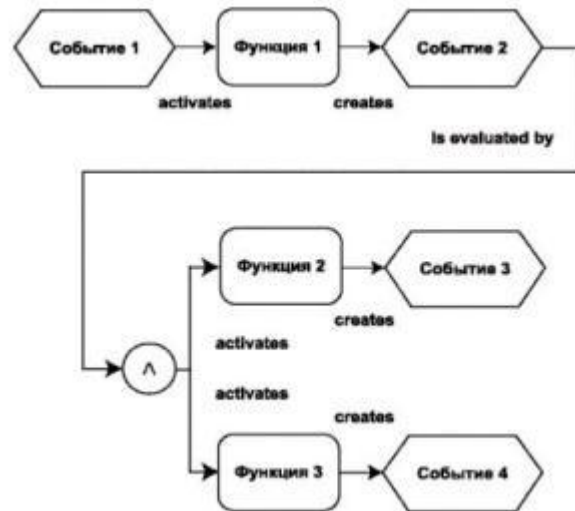 Событие 1
Функция 1
Событие 2
activates
creates
Is evaluated by
Функция 2
Событие 3
creates
activates
^
activates
creates
Функция 3
Событие 4